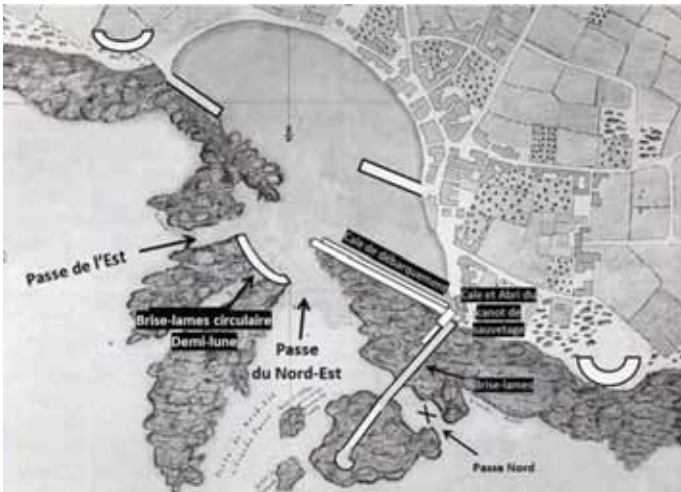 Cale de débarquement
Passe de l'Est
Cale et Abri du
canot de
sauvetage
Brise-lames circulaire
Demi-lune
Passe
du Nord-Est
Brise-lames
Passe Nord